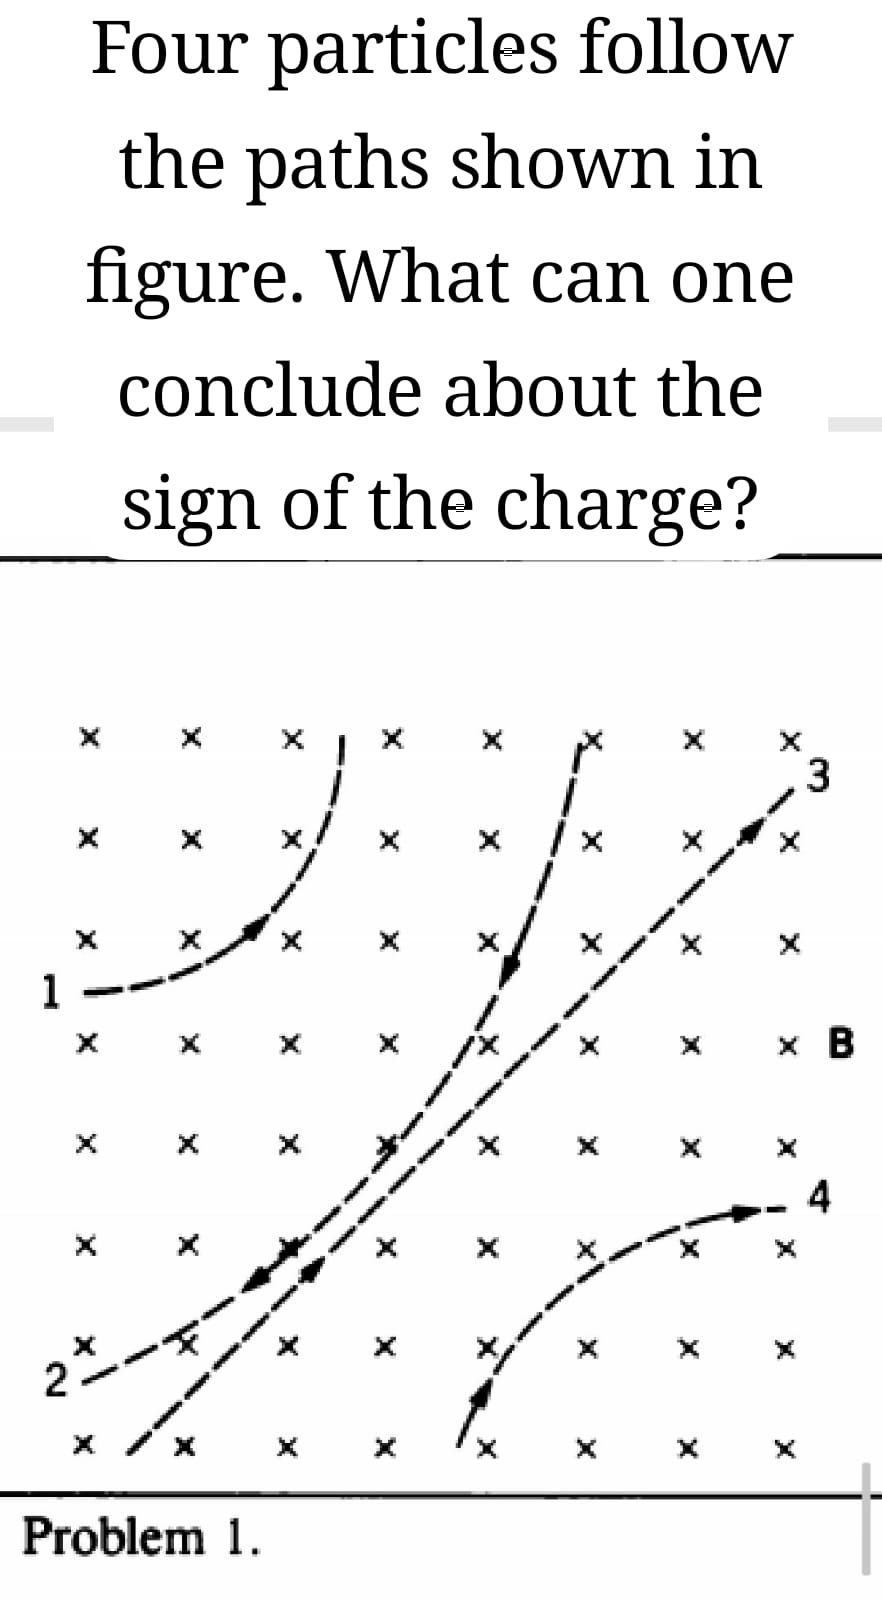 Four particles follow
the paths shown in
figure. What can one
conclude about the
sign of the charge?
3
1
B
4
2
Problem 1.